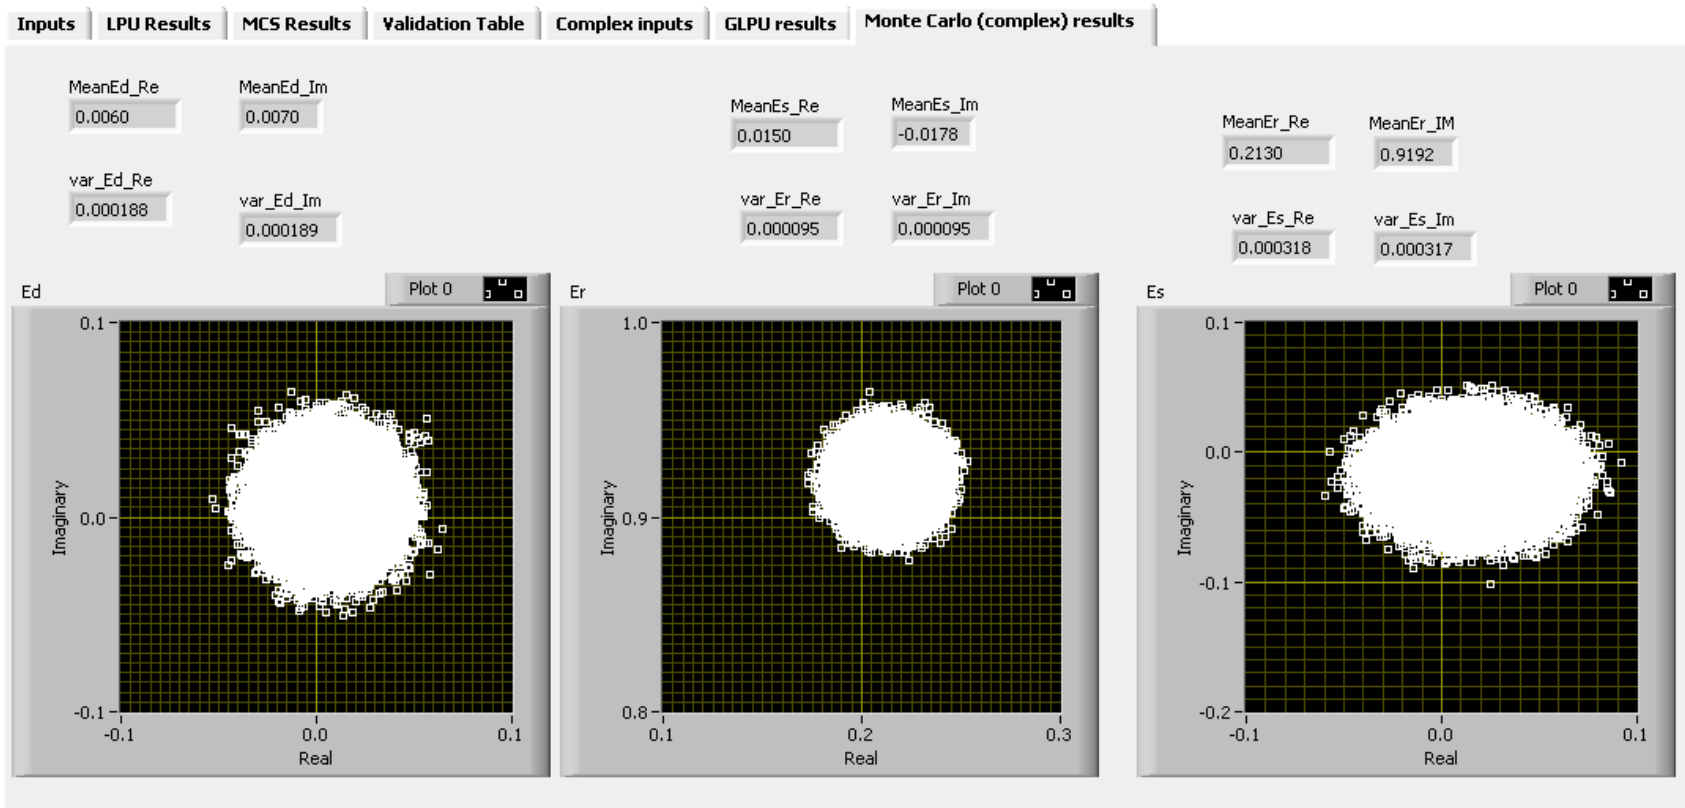 Inputs LPU Results MCS Results Validation Table Complex inputs GLPU results Monte Carlo (complex) results
MeanEd_Re MeanEd_Im
0.0060 0.0070
var_Ed_Re var_Ed_Im
0.000188 0.000189
MeanEs_Re MeanEs_Im
0.0150 -0.0178
var_Er_Re var_Er_Im
0.000095 0.000095
MeanEr_Re MeanEr_IM
0.2130 0.9192
var_Es_Re var_Es_Im
0.000318 0.000317
Ed Plot 0
Imaginary
0.1
0.0
-0.1
-0.1 0.0 0.1
Real
Er Plot 0
Imaginary
1.0
0.9
0.8
0.1 0.2 0.3
Real
Es Plot 0
Imaginary
0.1
0.0
-0.1
-0.2
-0.1 0.0 0.1
Real